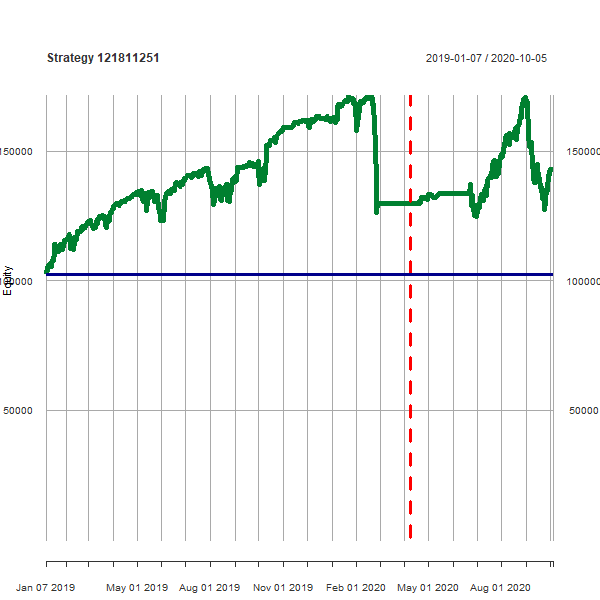 Strategy 121811251
2019-01-07 / 2020-10-05
150000
150000
Equity
100000
100000
50000
50000
Jan 07 2019
May 01 2019
Aug 01 2019
Nov 01 2019
Feb 01 2020
May 01 2020
Aug 01 2020